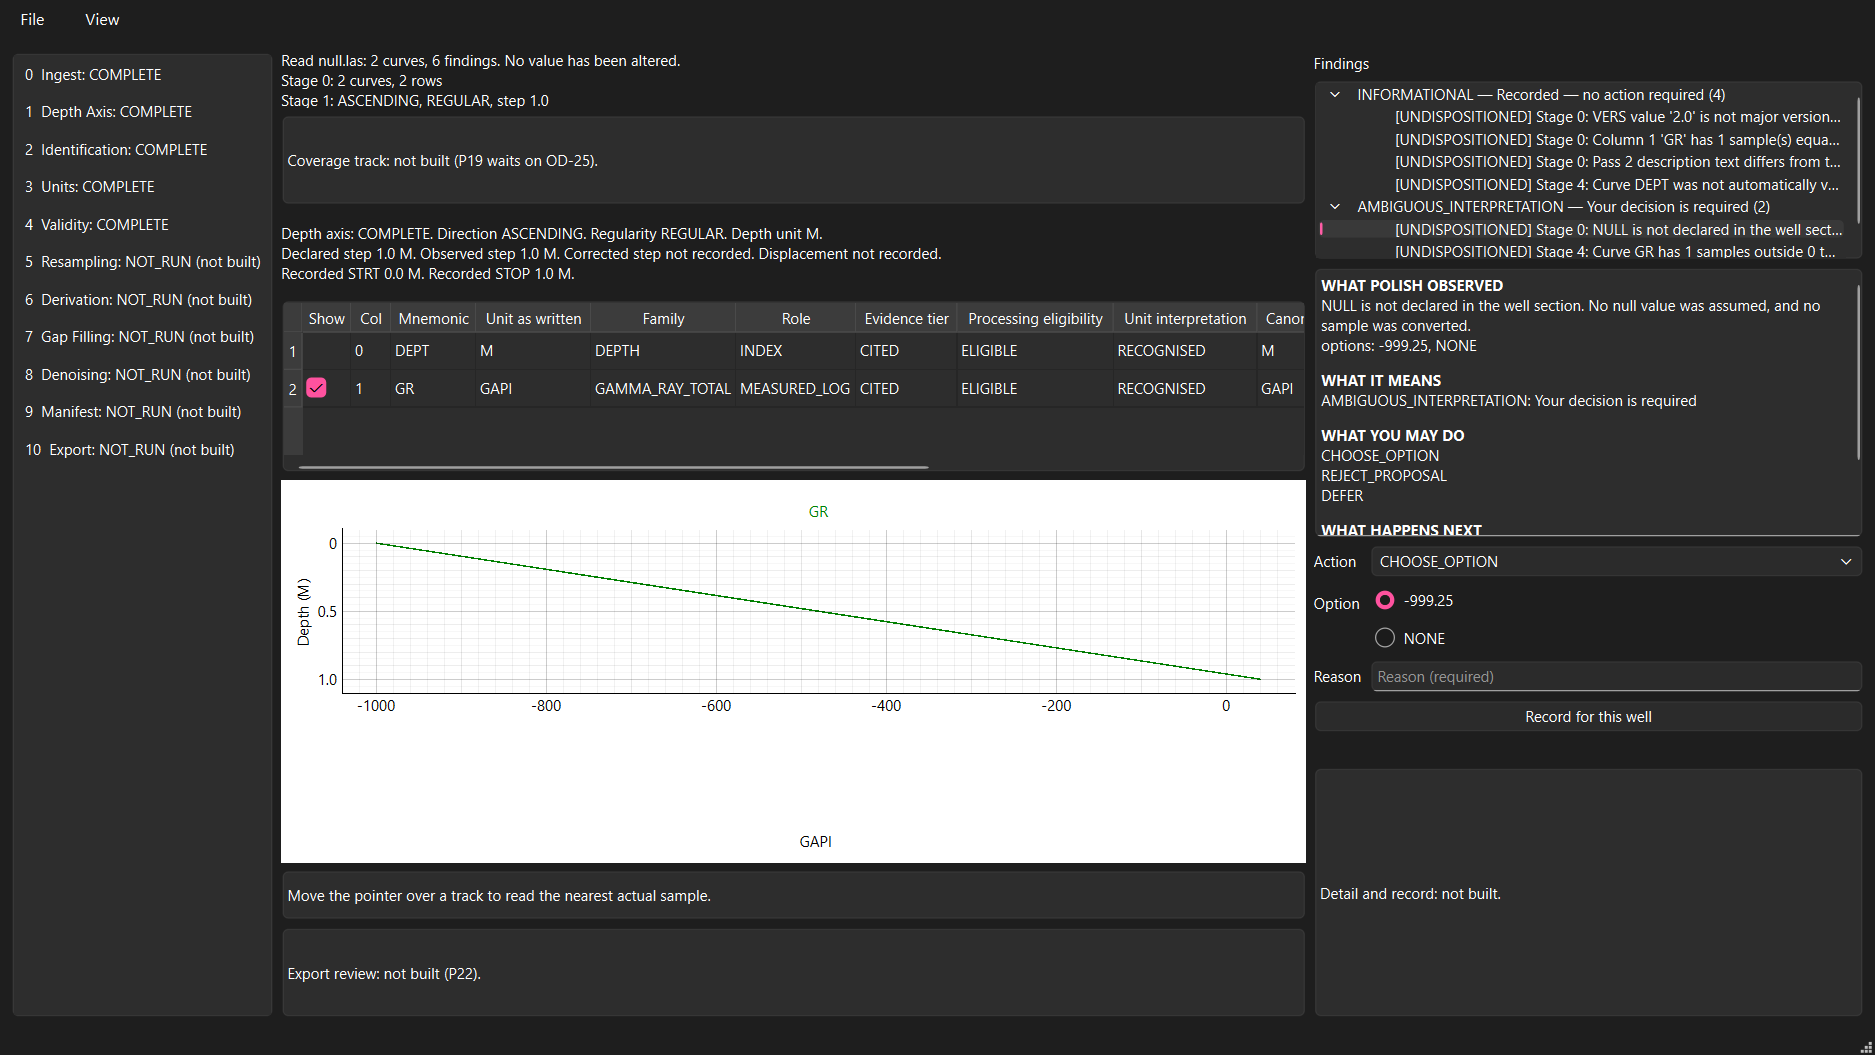 File View
0 Ingest: COMPLETE
1 Depth Axis: COMPLETE
2 Identification: COMPLETE
3 Units: COMPLETE
4 Validity: COMPLETE
5 Resampling: NOT_RUN (not built)
6 Derivation: NOT_RUN (not built)
7 Gap Filling: NOT_RUN (not built)
8 Denoising: NOT_RUN (not built)
9 Manifest: NOT_RUN (not built)
10 Export: NOT_RUN (not built)
Read null.las: 2 curves, 6 findings. No value has been altered.
Stage 0: 2 curves, 2 rows
Stage 1: ASCENDING, REGULAR, step 1.0
Coverage track: not built (P19 waits on OD-25).
Depth axis: COMPLETE. Direction ASCENDING. Regularity REGULAR. Depth unit M.
Declared step 1.0 M. Observed step 1.0 M. Corrected step not recorded. Displacement not recorded.
Recorded STRT 0.0 M. Recorded STOP 1.0 M.
Show Col Mnemonic Unit as written Family Role Evidence tier Processing eligibility Unit interpretation Canor
1 0 DEPT M DEPTH INDEX CITED ELIGIBLE RECOGNISED M
2 1 GR GAPI GAMMA_RAY_TOTAL MEASURED_LOG CITED ELIGIBLE RECOGNISED GAPI
GR
Depth (M)
0
0.5
1.0
-1000 -800 -600 -400 -200 0
GAPI
Move the pointer over a track to read the nearest actual sample.
Export review: not built (P22).
Findings
INFORMATIONAL — Recorded — no action required (4)
[UNDISPOSITIONED] Stage 0: VERS value '2.0' is not major version...
[UNDISPOSITIONED] Stage 0: Column 1 'GR' has 1 sample(s) equa...
[UNDISPOSITIONED] Stage 0: Pass 2 description text differs from t...
[UNDISPOSITIONED] Stage 4: Curve DEPT was not automatically v...
AMBIGUOUS_INTERPRETATION — Your decision is required (2)
[UNDISPOSITIONED] Stage 0: NULL is not declared in the well sect...
[UNDISPOSITIONED] Stage 4: Curve GR has 1 samples outside 0 t...
WHAT POLISH OBSERVED
NULL is not declared in the well section. No null value was assumed, and no
sample was converted.
options: -999.25, NONE
WHAT IT MEANS
AMBIGUOUS_INTERPRETATION: Your decision is required
WHAT YOU MAY DO
CHOOSE_OPTION
REJECT_PROPOSAL
DEFER
WHAT HAPPENS NEXT
Action CHOOSE_OPTION
Option -999.25
NONE
Reason Reason (required)
Record for this well
Detail and record: not built.